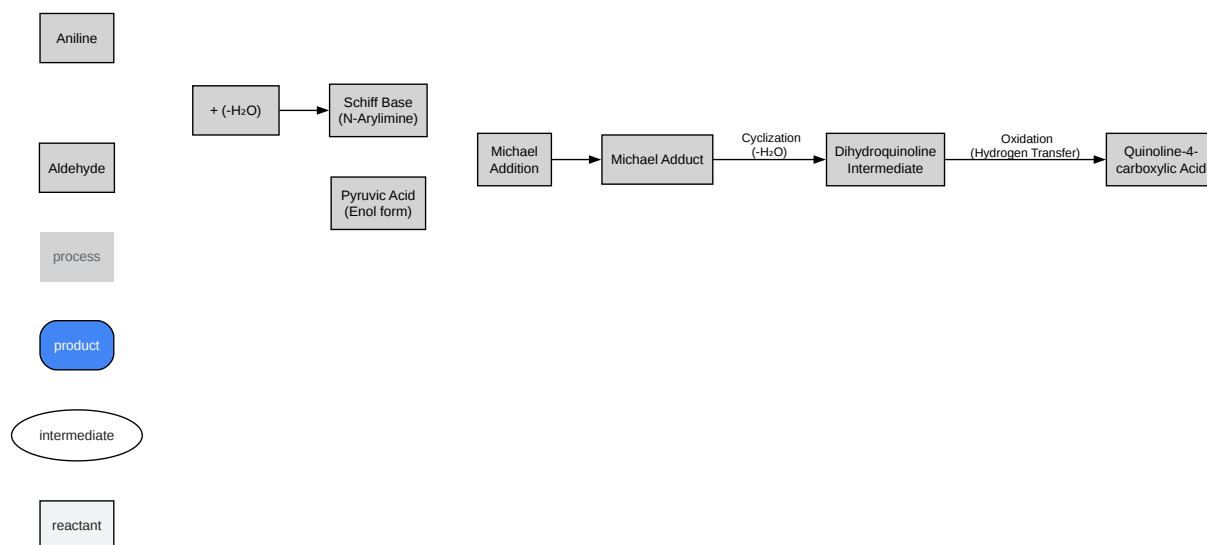 Aniline
+ (-H₂O)
Schiff Base
(N-Arylimine)
Aldehyde
Pyruvic Acid
(Enol form)
Michael
Addition
Michael Adduct
Cyclization
(-H₂O)
Dihydroquinoline
Intermediate
Oxidation
(Hydrogen Transfer)
Quinoline-4-
carboxylic Acid
process
product
intermediate
reactant